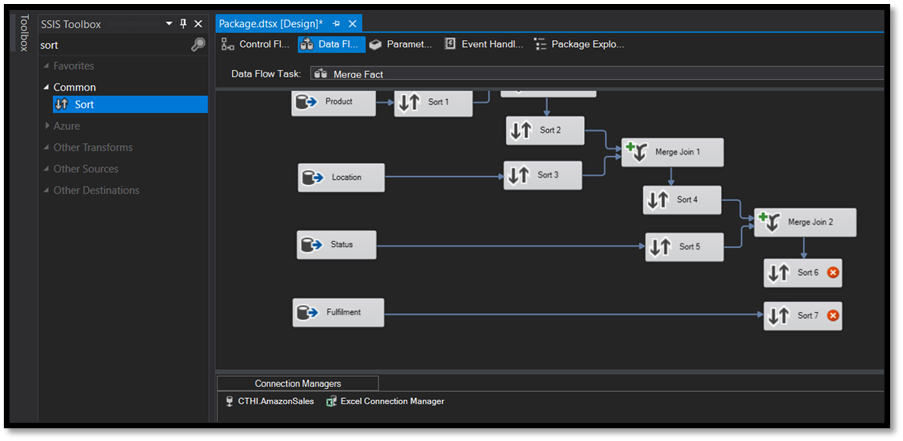 Toolbox
SSIS Toolbox
sort
Favorites
Common
Sort
Azure
Other Transforms
Other Sources
Other Destinations
Package.dtsx [Design]*
Control Fl...
Data Fl...
Paramet...
Event Handl...
Package Explo...
Data Flow Task:
Merge Fact
Product
Sort 1
Sort 2
Merge Join 1
Location
Sort 3
Sort 4
Merge Join 2
Status
Sort 5
Sort 6
Fulfilment
Sort 7
Connection Managers
CTHI.AmazonSales
Excel Connection Manager